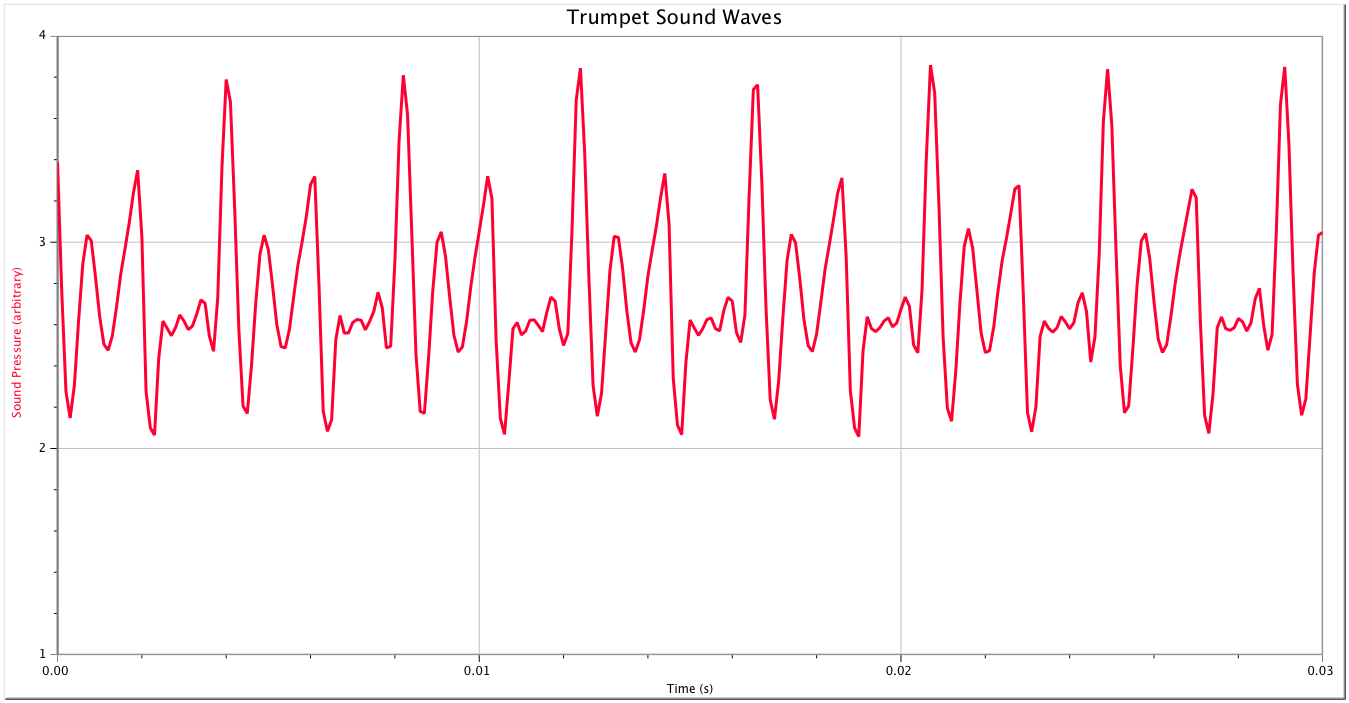 Trumpet Sound Waves
4
3
2
1
Sound Pressure (arbitrary)
0.00
0.01
0.02
0.03
Time (s)